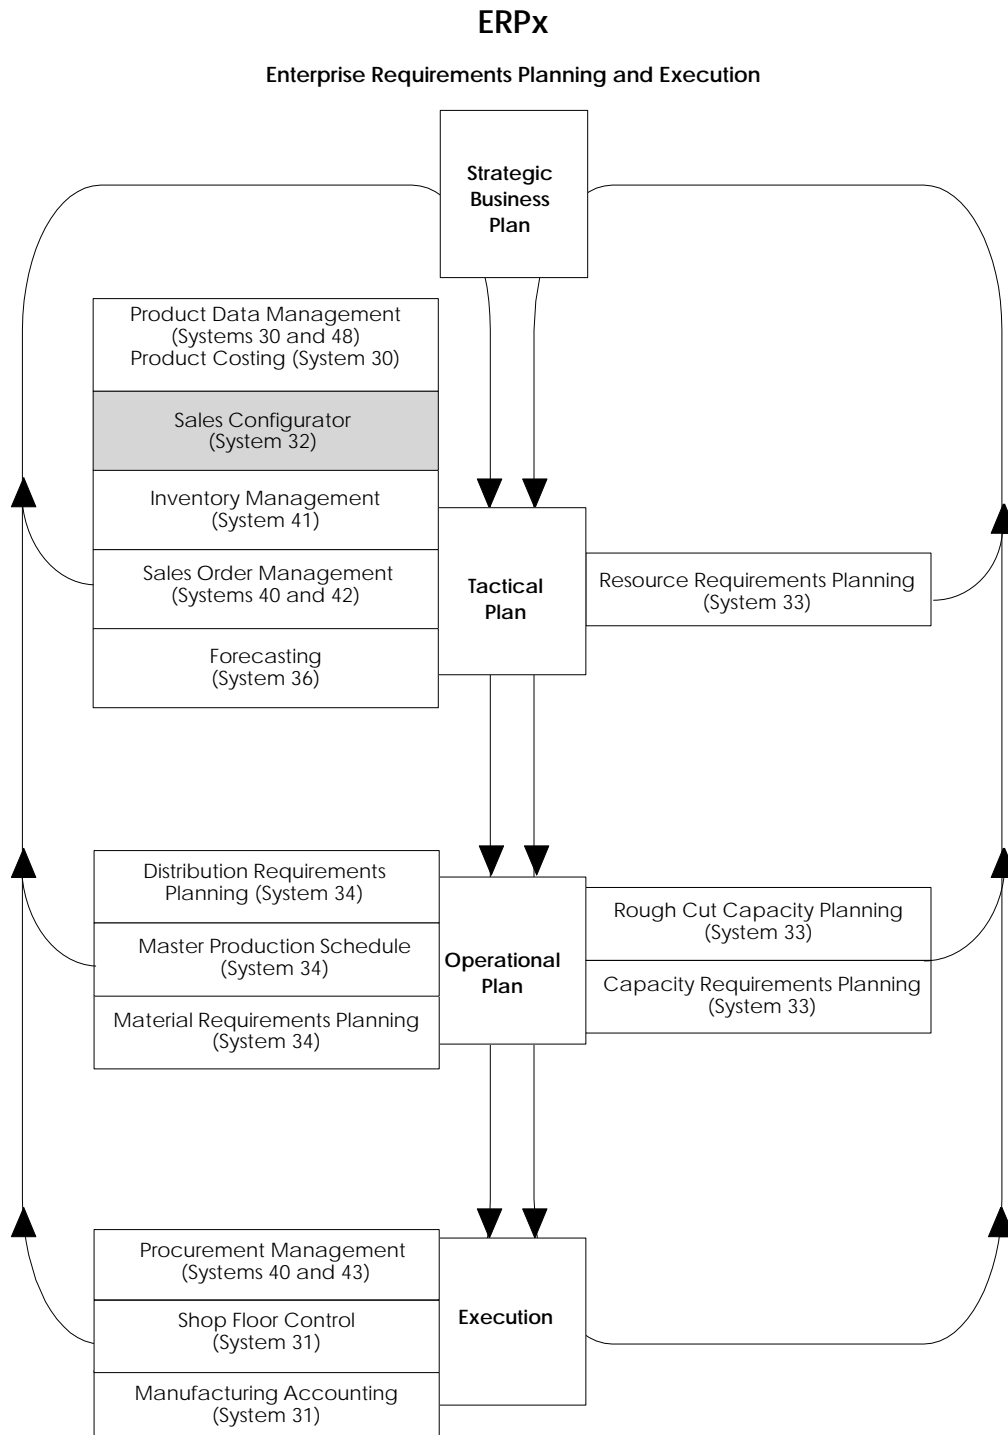 ERPx
Enterprise Requirements Planning and Execution
Strategic
Business
Plan
Product Data Management
(Systems 30 and 48)
Product Costing (System 30)
Sales Configurator
(System 32)
Inventory Management
(System 41)
Sales Order Management
(Systems 40 and 42)
Forecasting
(System 36)
Tactical
Plan
Resource Requirements Planning
(System 33)
Distribution Requirements
Planning (System 34)
Master Production Schedule
(System 34)
Material Requirements Planning
(System 34)
Operational
Plan
Rough Cut Capacity Planning
(System 33)
Capacity Requirements Planning
(System 33)
Procurement Management
(Systems 40 and 43)
Shop Floor Control
(System 31)
Manufacturing Accounting
(System 31)
Execution